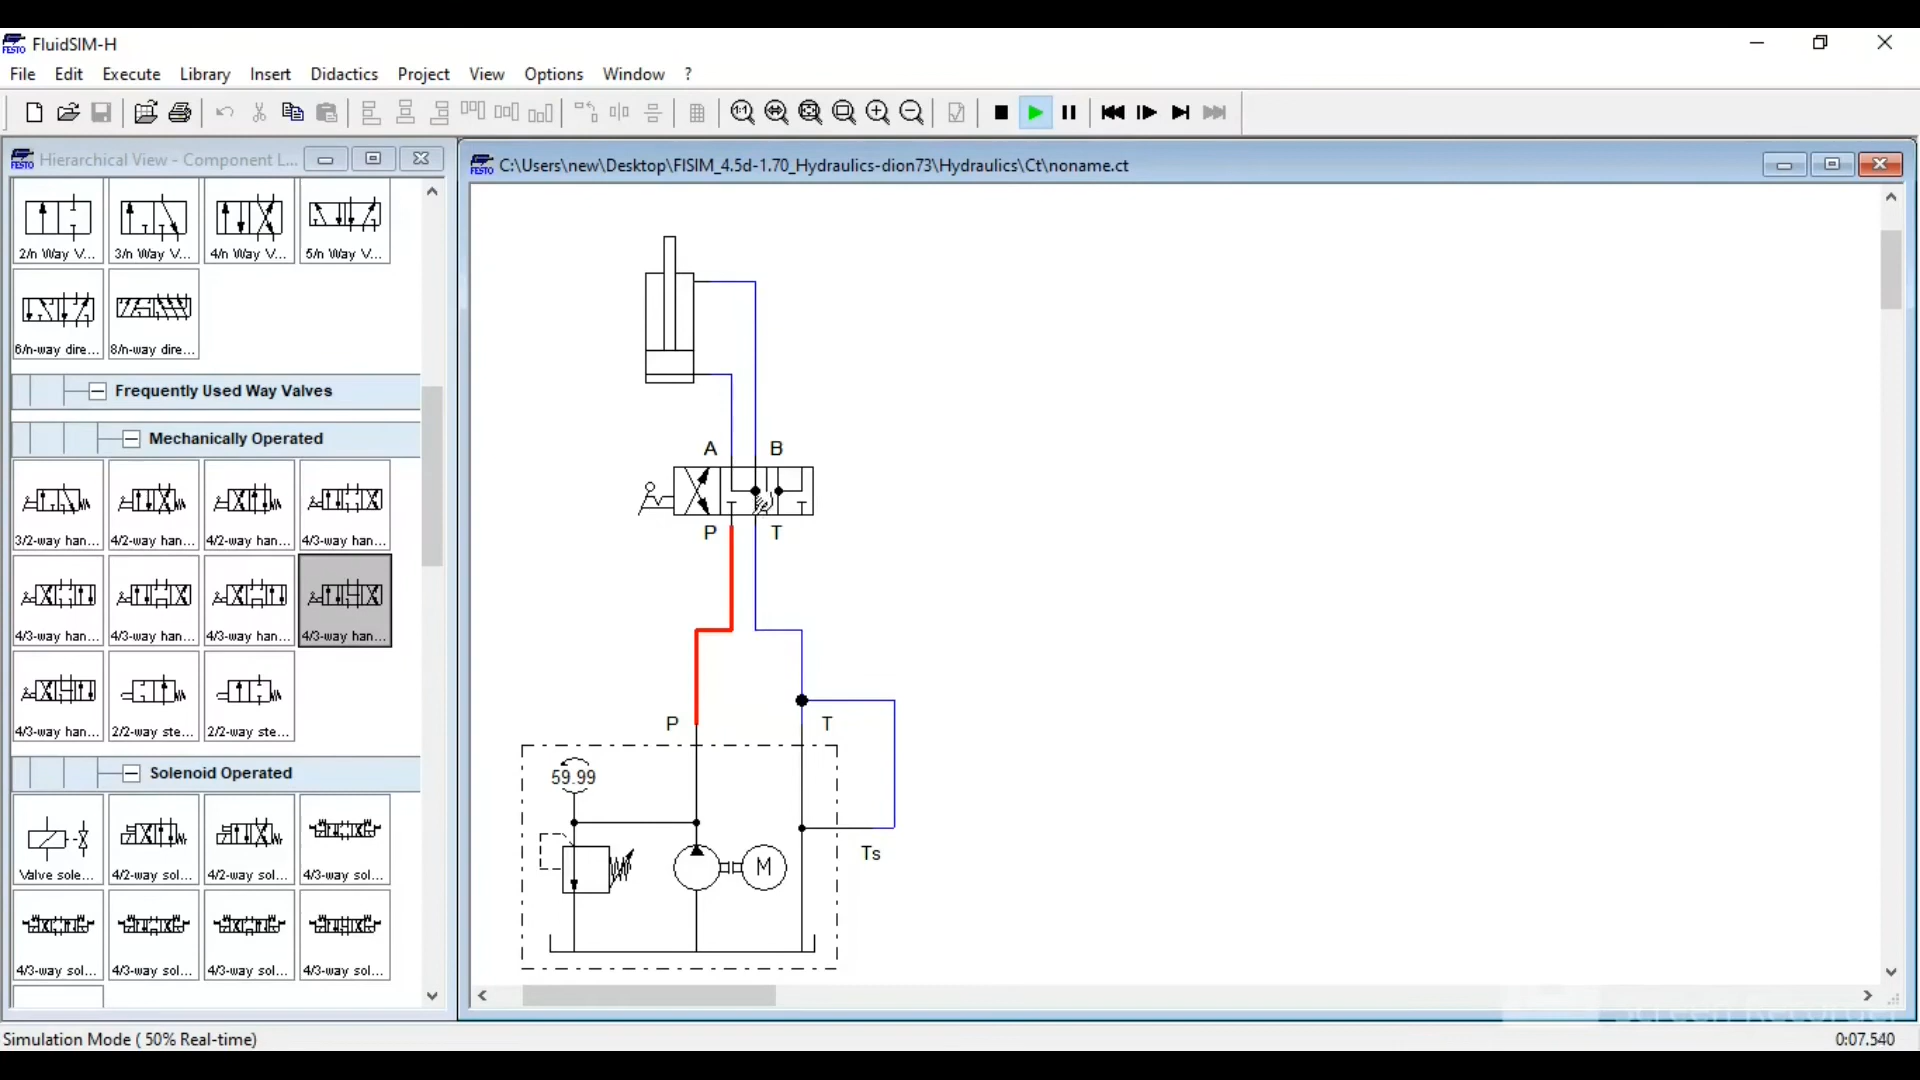 FluidSIM-H
File Edit Execute Library Insert Didactics Project View Options Window ?
Hierarchical View - Component L...
C:\Users\new\Desktop\FlSIM_4.5d-1.70_Hydraulics-dion73\Hydraulics\Ct\noname.ct
2/n Way V... 3/n Way V... 4/n Way V... 5/n Way V...
6/n-way dire... 8/n-way dire...
Frequently Used Way Valves
Mechanically Operated
3/2-way han... 4/2-way han... 4/2-way han... 4/3-way han...
4/3-way han... 4/3-way han... 4/3-way han... 4/3-way han...
4/3-way han... 2/2-way ste... 2/2-way ste...
Solenoid Operated
Valve sole... 4/2-way sol... 4/2-way sol... 4/3-way sol...
4/3-way sol... 4/3-way sol... 4/3-way sol... 4/3-way sol...
A B
P T
P T
59.99
M
Ts
Simulation Mode ( 50% Real-time)
0:07.540